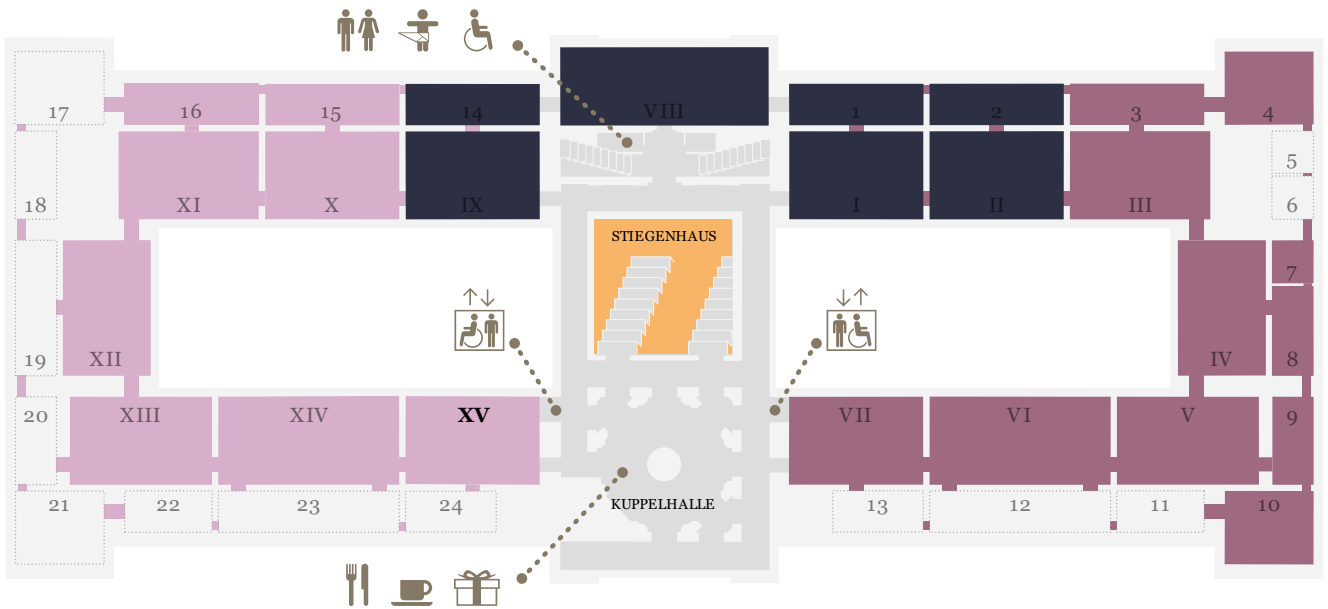 17
16
15
14
VIII
1
2
3
4
5
18
XI
X
IX
I
II
III
6
STIEGENHAUS
7
19
XII
IV
8
20
XIII
XIV
XV
VII
VI
V
9
21
22
23
24
KUPPELHALLE
13
12
11
10